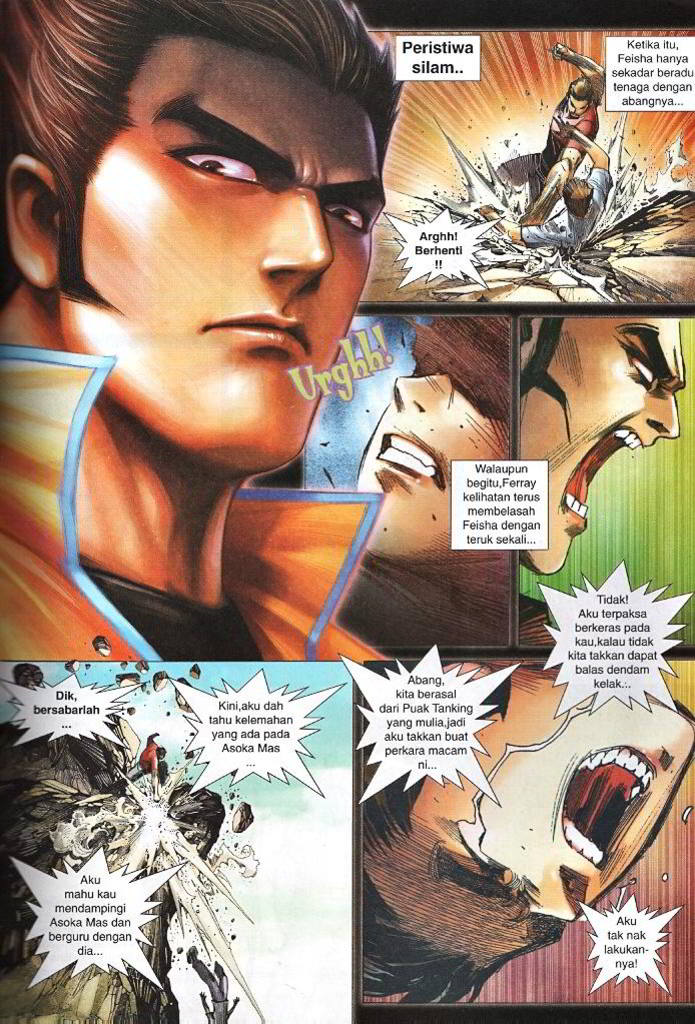 Peristiwa
silam..
Ketika itu,
Feisha hanya
sekadar beradu
tenaga dengan
abangnya...
Arghh!
Berhenti
!!
Urghh!
Walaupun
begitu,Ferray
kelihatan terus
membelasah
Feisha dengan
teruk sekali...
Tidak!
Aku terpaksa
berkeras pada
kau,kalau tidak
kita takkan dapat
balas dendam
kelak...
Dik,
bersabarlah
...
Kini,aku dah
tahu kelemahan
yang ada pada
Asoka Mas
...
Aku
mahu kau
mendampingi
Asoka Mas dan
berguru dengan
dia...
Abang,
kita berasal
dari Puak Tanking
yang mulia,jadi
aku takkan buat
perkara macam
ni...
Aku
tak nak
lakukan-
nya!